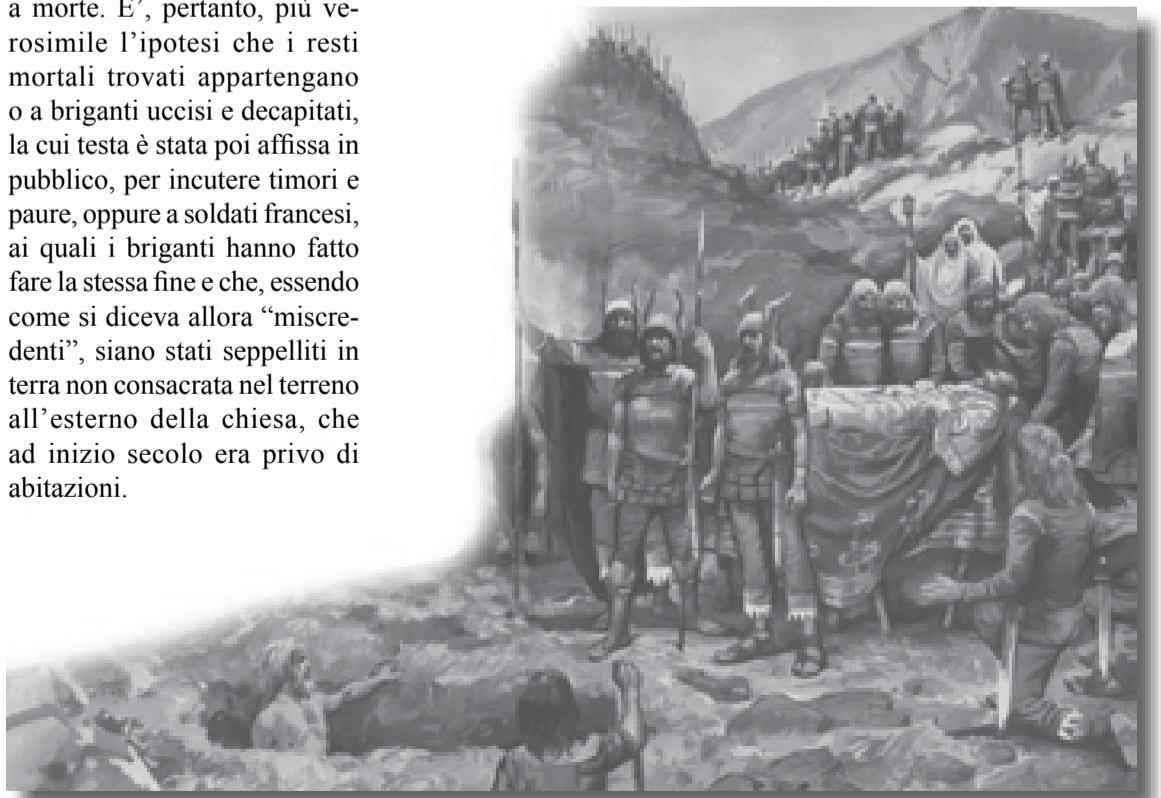 a morte. E’, pertanto, più ve-
rosimile l’ipotesi che i resti
mortali trovati appartengano
o a briganti uccisi e decapitati,
la cui testa è stata poi affissa in
pubblico, per incutere timori e
paure, oppure a soldati francesi,
ai quali i briganti hanno fatto
fare la stessa fine e che, essendo
come si diceva allora “miscre-
denti”, siano stati seppelliti in
terra non consacrata nel terreno
all’esterno della chiesa, che
ad inizio secolo era privo di
abitazioni.